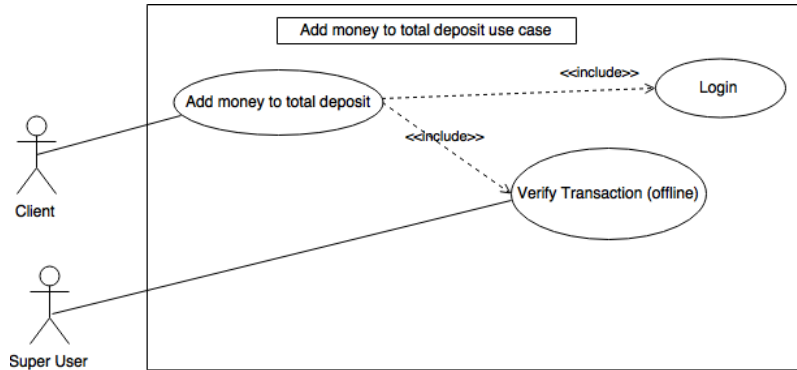 Add money to total deposit use case
<<include>>
Login
Add money to total deposit
<<include>>
Client
Verify Transaction (offline)
Super User